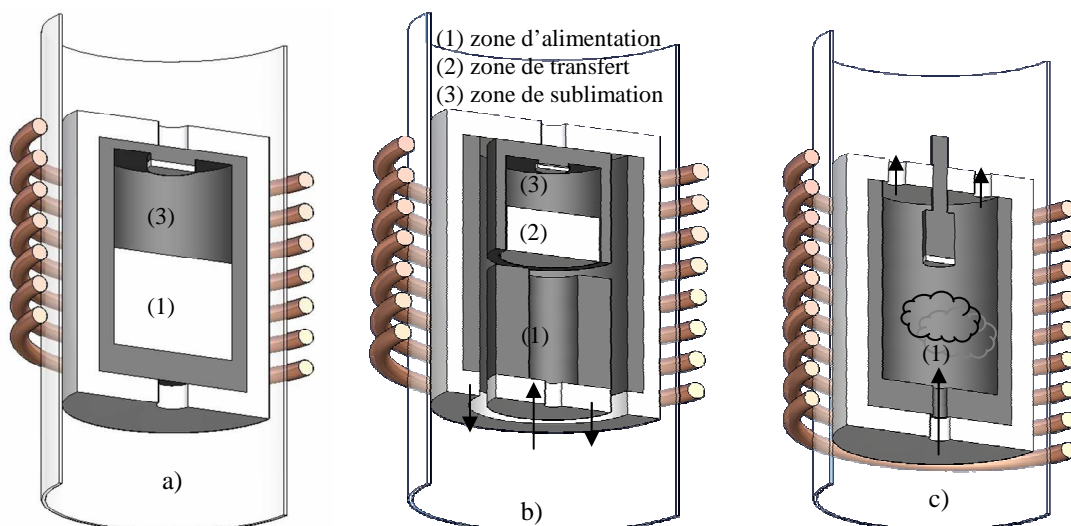 (1) zone d'alimentation
(2) zone de transfert
(3) zone de sublimation
(3)
(1)
a)
(3)
(2)
(1)
b)
(1)
c)